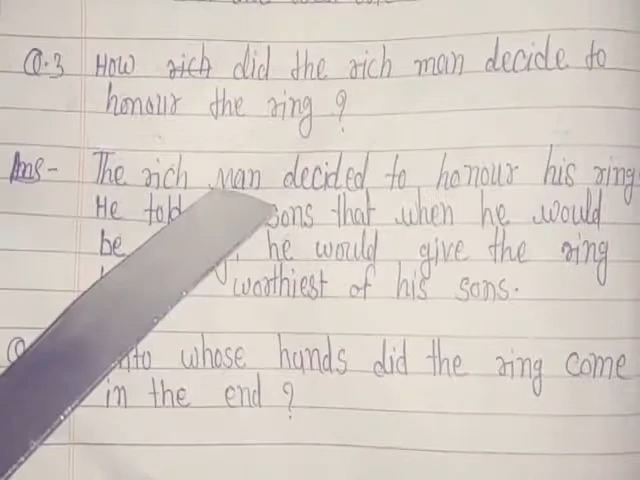 Q.3 How rich did the rich man decide to
honour the ring ?
Ans- The rich man decided to honour his ring.
He told sons that when he would
be he would give the ring
worthiest of his sons.
whose hands did the ring come
in the end ?